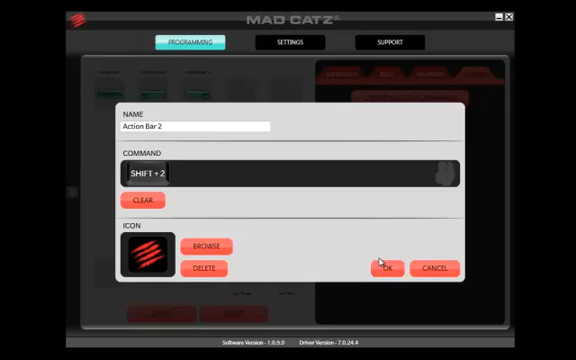 MAD CATZ
PROGRAMMING
SETTINGS
SUPPORT
NAME
Action Bar 2
COMMAND
SHIFT + 2
CLEAR
ICON
BROWSE
DELETE
OK
CANCEL
Software Version - 1.0.9.0 Driver Version - 7.0.24.4